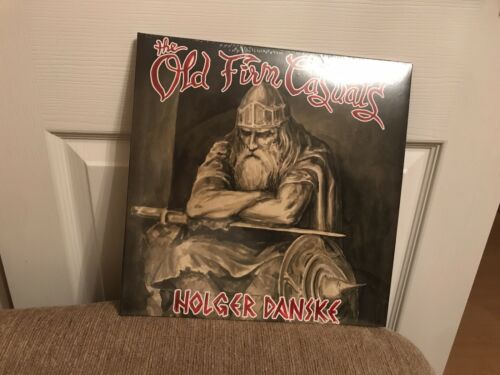 the
Old Firm Casuals
HOLGER DANSKE